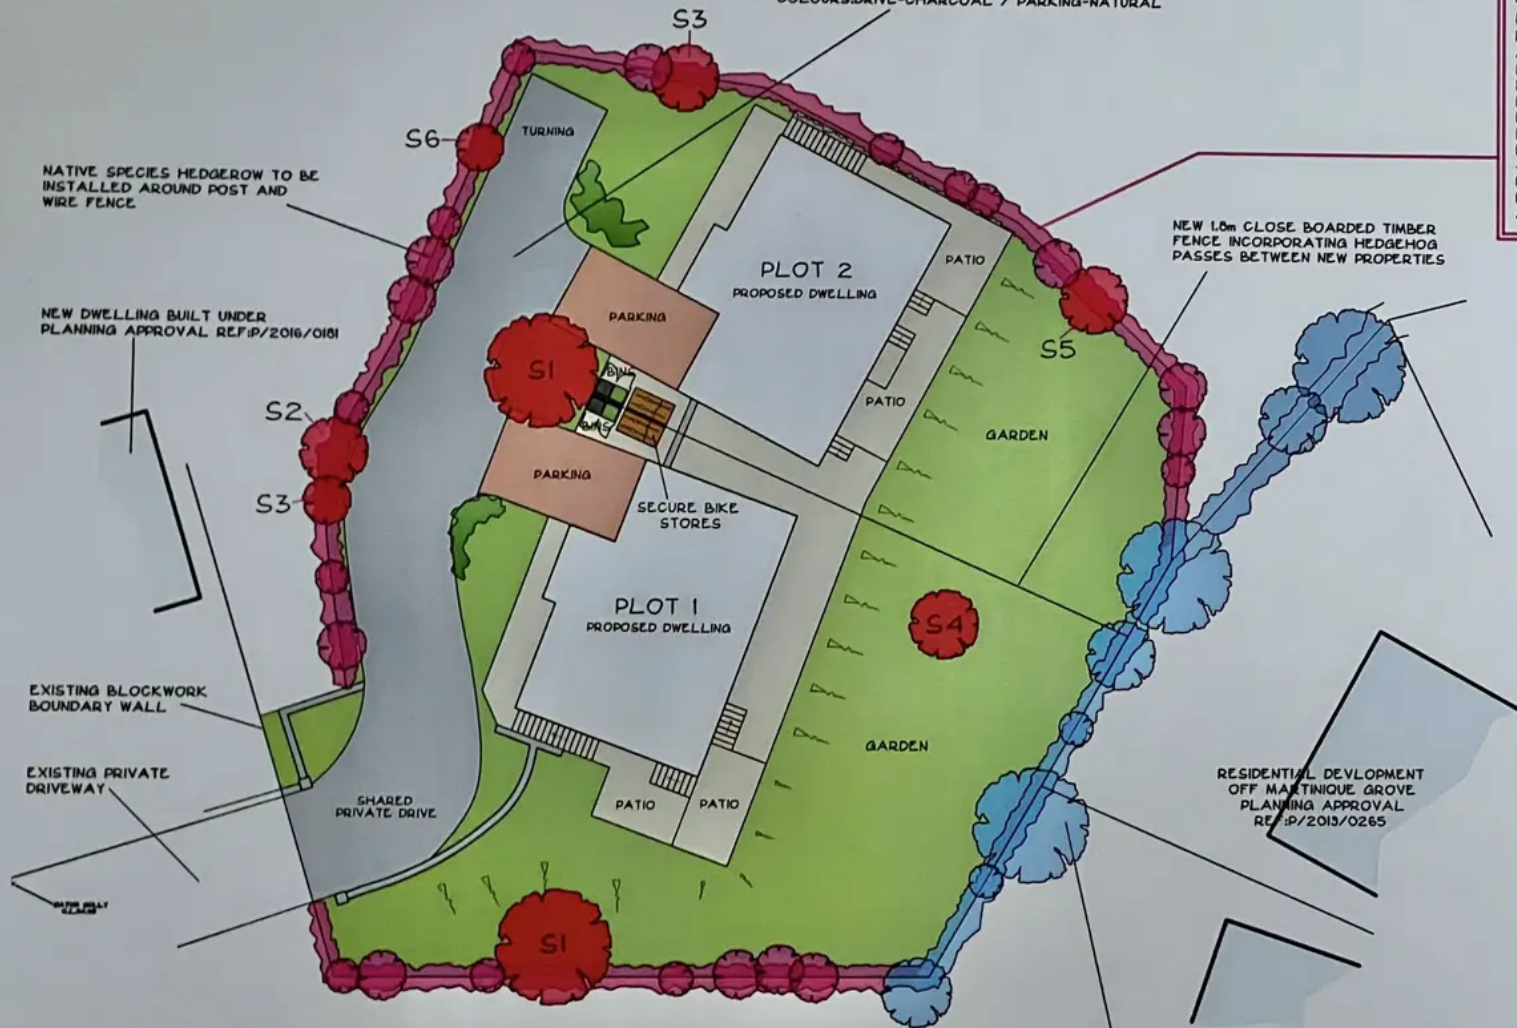 COLOURS:DRIVE-CHARCOAL / PARKING-NATURAL
S3
TURNING
S6
NATIVE SPECIES HEDGEROW TO BE
INSTALLED AROUND POST AND
WIRE FENCE
NEW 1.8m CLOSE BOARDED TIMBER
FENCE INCORPORATING HEDGEHOG
PASSES BETWEEN NEW PROPERTIES
PATIO
PLOT 2
PROPOSED DWELLING
NEW DWELLING BUILT UNDER
PLANNING APPROVAL REF:P/2016/0181
PARKING
S5
S1
BINS
PATIO
S2
BINS
GARDEN
PARKING
S3
SECURE BIKE
STORES
PLOT 1
PROPOSED DWELLING
S4
EXISTING BLOCKWORK
BOUNDARY WALL
GARDEN
EXISTING PRIVATE
DRIVEWAY
RESIDENTIAL DEVLOPMENT
OFF MARTINIQUE GROVE
PLANNING APPROVAL
REF:P/2013/0265
SHARED
PRIVATE DRIVE
PATIO
PATIO
S1